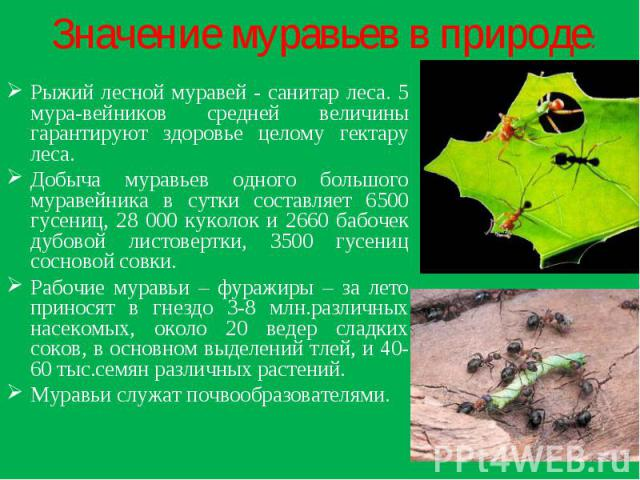 Значение муравьев в природе.
Рыжий лесной муравей - санитар леса. 5
мура-вейников средней величины
гарантируют здоровье целому гектару
леса.
Добыча муравьев одного большого
муравейника в сутки составляет 6500
гусениц, 28 000 куколок и 2660 бабочек
дубовой листовертки, 3500 гусениц
сосновой совки.
Рабочие муравьи – фуражиры – за лето
приносят в гнездо 3-8 млн.различных
насекомых, около 20 ведер сладких
соков, в основном выделений тлей, и 40-
60 тыс.семян различных растений.
Муравьи служат почвообразователями.
PPt4WEB.ru